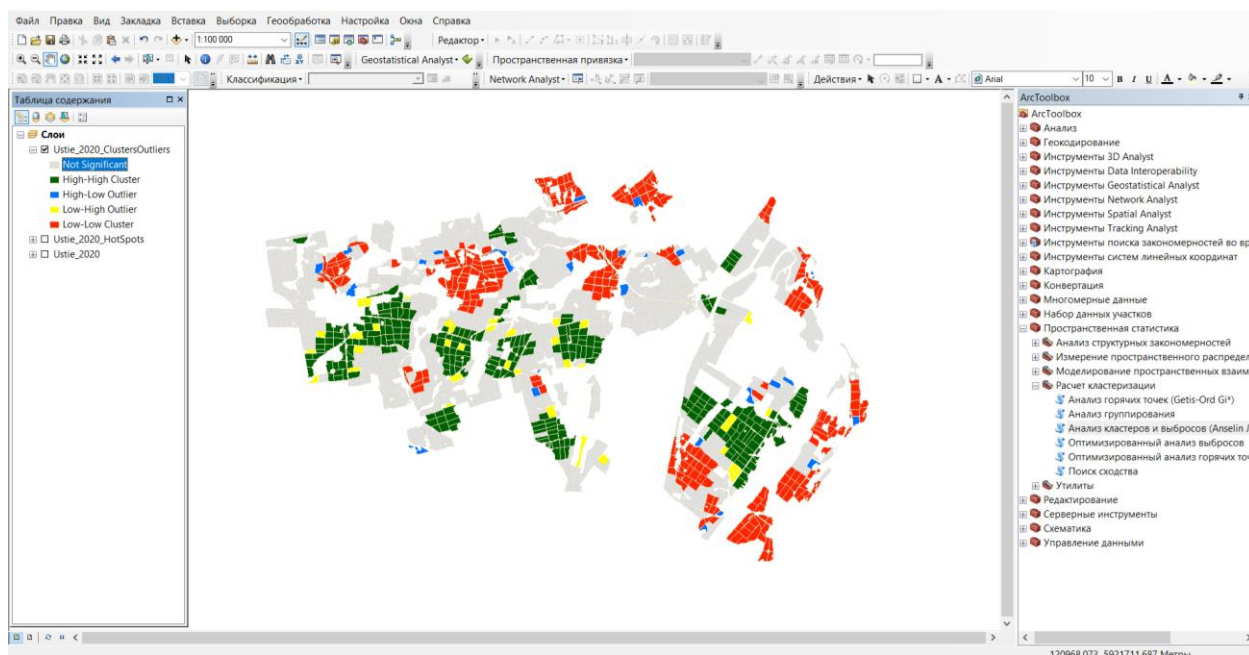 Файл Правка Вид Закладка Вставка Выборка Геообработка Настройка Окна Справка
1:100 000 Редактор
Geostatistical Analyst Пространственная привязка
Классификация Network Analyst Действия A Arial 10 B I U A
Таблица содержания
Слои
Ustie_2020_ClustersOutliers
Not Significant
High-High Cluster
High-Low Outlier
Low-High Outlier
Low-Low Cluster
Ustie_2020_HotSpots
Ustie_2020
ArcToolbox
ArcToolbox
Анализ
Геокодирование
Инструменты 3D Analyst
Инструменты Data Interoperability
Инструменты Geostatistical Analyst
Инструменты Network Analyst
Инструменты Spatial Analyst
Инструменты Tracking Analyst
Инструменты поиска закономерностей во вр
Инструменты систем линейных координат
Картография
Конвертация
Многомерные данные
Набор данных участков
Пространственная статистика
Анализ структурных закономерностей
Измерение пространственного распредел
Моделирование пространственных взаим
Расчет кластеризации
Анализ горячих точек (Getis-Ord Gi*)
Анализ группирования
Анализ кластеров и выбросов (Anselin
Оптимизированный анализ выбросов
Оптимизированный анализ горячих точ
Поиск сходства
Утилиты
Редактирование
Серверные инструменты
Схематика
Управление данными
120968,073 5921711,687 Метры